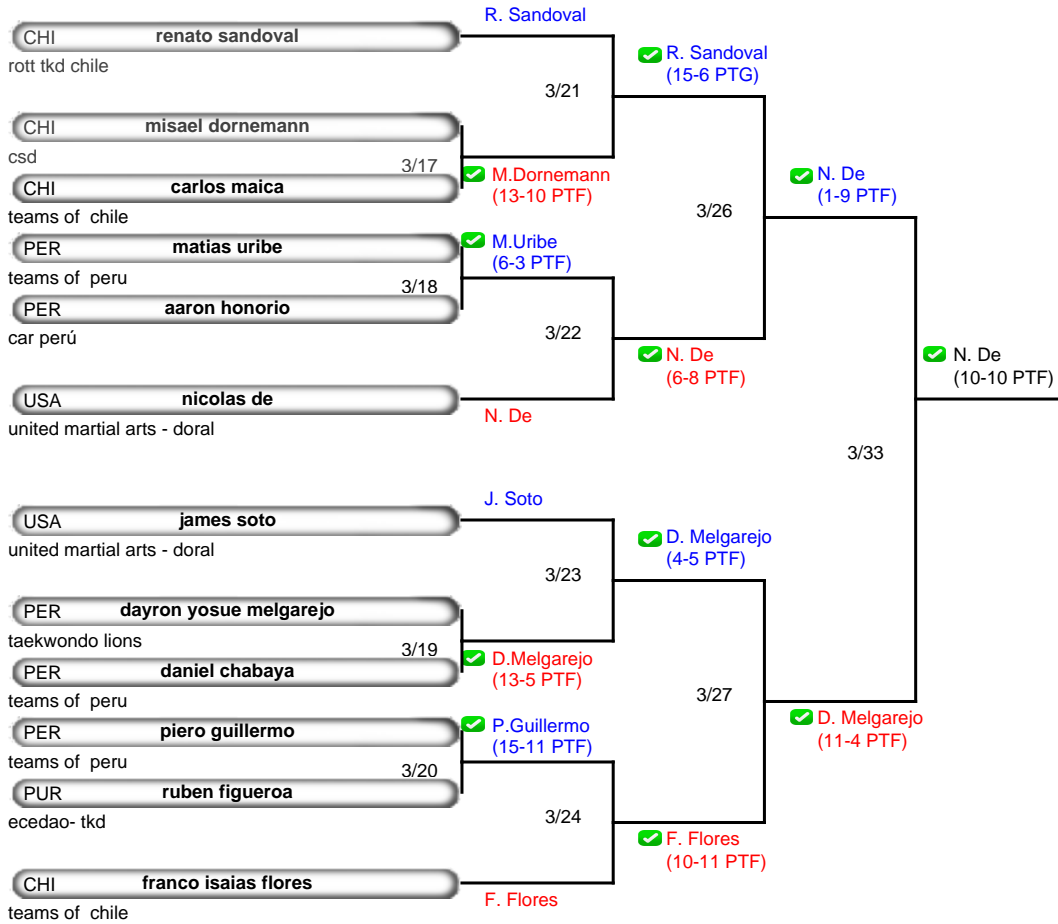 R. Sandoval
CHI renato sandoval
rott tkd chile
R. Sandoval
(15-6 PTG)
3/21
CHI misael dornemann
csd
3/17
M.Dornemann
(13-10 PTF)
CHI carlos maica
teams of chile
N. De
(1-9 PTF)
3/26
PER matias uribe
teams of peru
M.Uribe
(6-3 PTF)
3/18
PER aaron honorio
car perú
3/22
N. De
(6-8 PTF)
N. De
(10-10 PTF)
USA nicolas de
united martial arts - doral
N. De
3/33
J. Soto
USA james soto
united martial arts - doral
D. Melgarejo
(4-5 PTF)
3/23
PER dayron yosue melgarejo
taekwondo lions
3/19
D.Melgarejo
(13-5 PTF)
PER daniel chabaya
teams of peru
3/27
D. Melgarejo
(11-4 PTF)
PER piero guillermo
teams of peru
P.Guillermo
(15-11 PTF)
3/20
PUR ruben figueroa
ecedao- tkd
3/24
F. Flores
(10-11 PTF)
CHI franco isaias flores
teams of chile
F. Flores